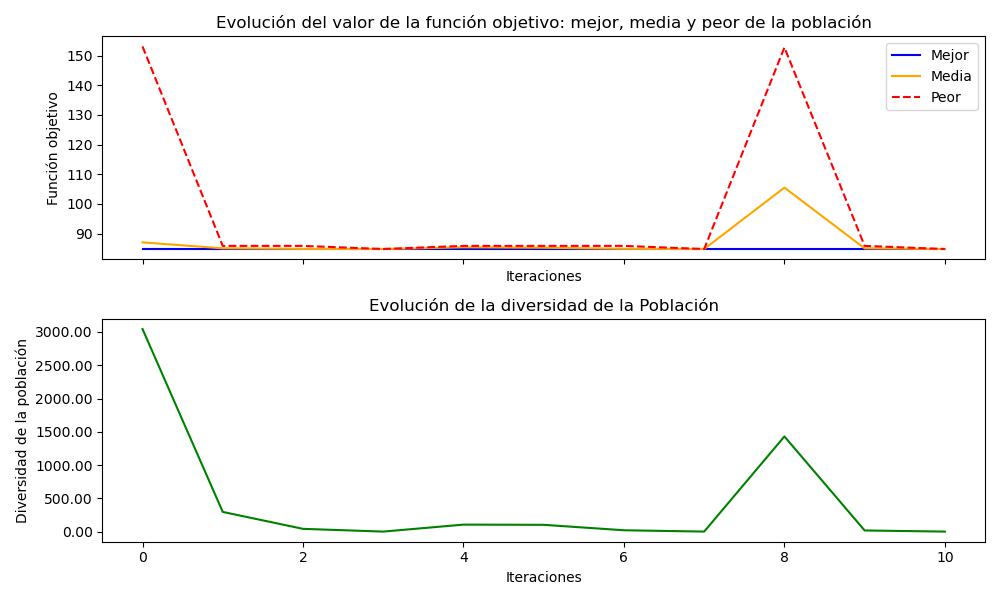 Evolución del valor de la función objetivo: mejor, media y peor de la población
150
140
130
120
110
100
90
Función objetivo
Mejor
Media
Peor
Iteraciones
Evolución de la diversidad de la Población
3000.00
2500.00
2000.00
1500.00
1000.00
500.00
0.00
Diversidad de la población
0 2 4 6 8 10
Iteraciones